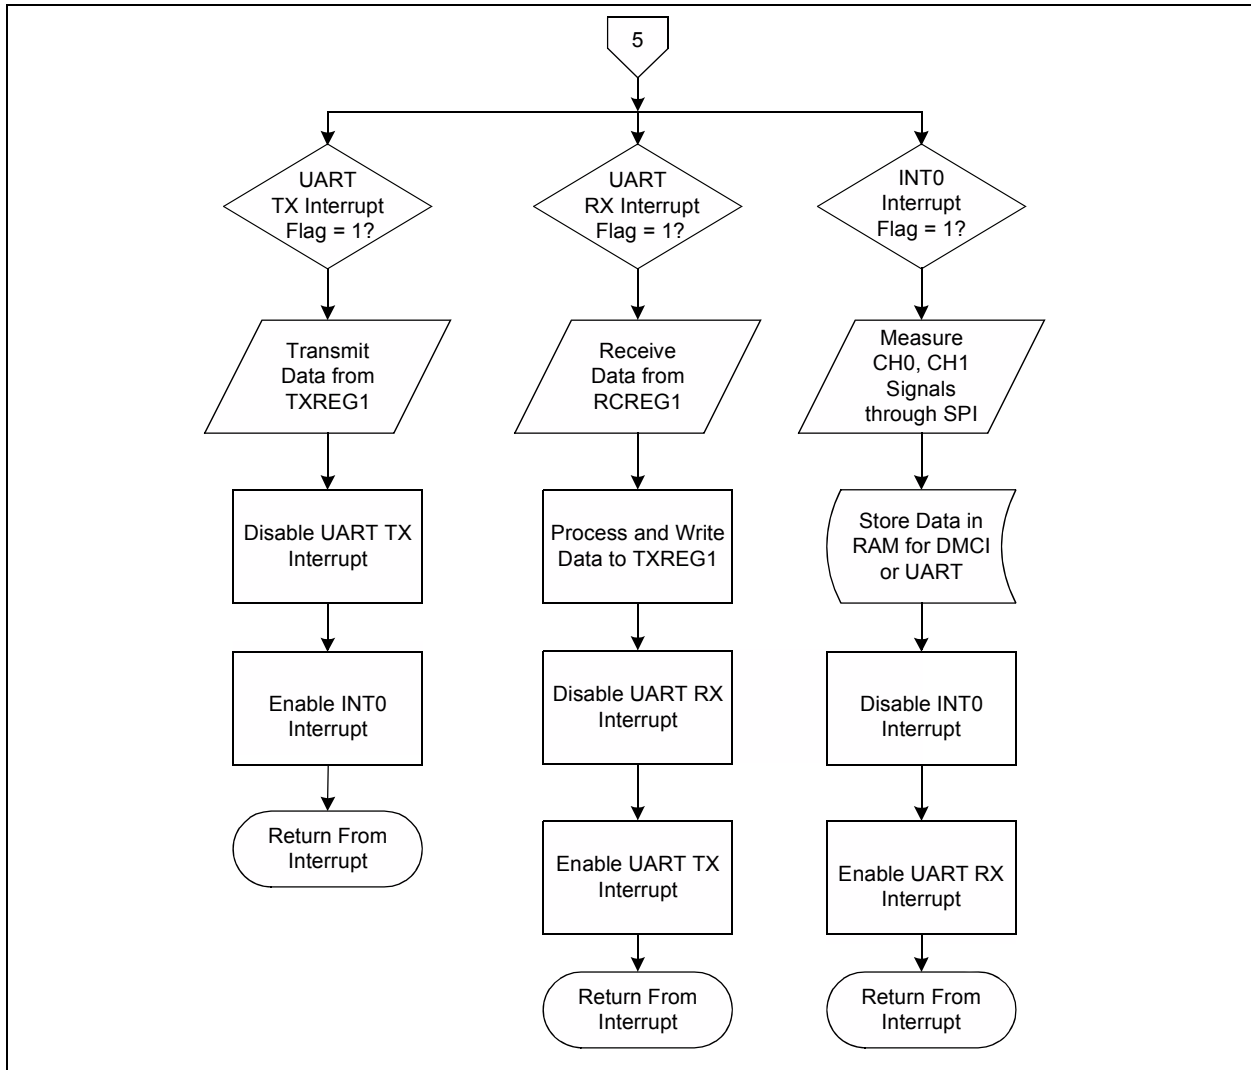 5
UART
TX Interrupt
Flag = 1?
UART
RX Interrupt
Flag = 1?
INT0
Interrupt
Flag = 1?
Transmit
Data from
TXREG1
Receive
Data from
RCREG1
Measure
CH0, CH1
Signals
through SPI
Disable UART TX
Interrupt
Process and Write
Data to TXREG1
Store Data in
RAM for DMCI
or UART
Enable INT0
Interrupt
Disable UART RX
Interrupt
Disable INT0
Interrupt
Return From
Interrupt
Enable UART TX
Interrupt
Enable UART RX
Interrupt
Return From
Interrupt
Return From
Interrupt